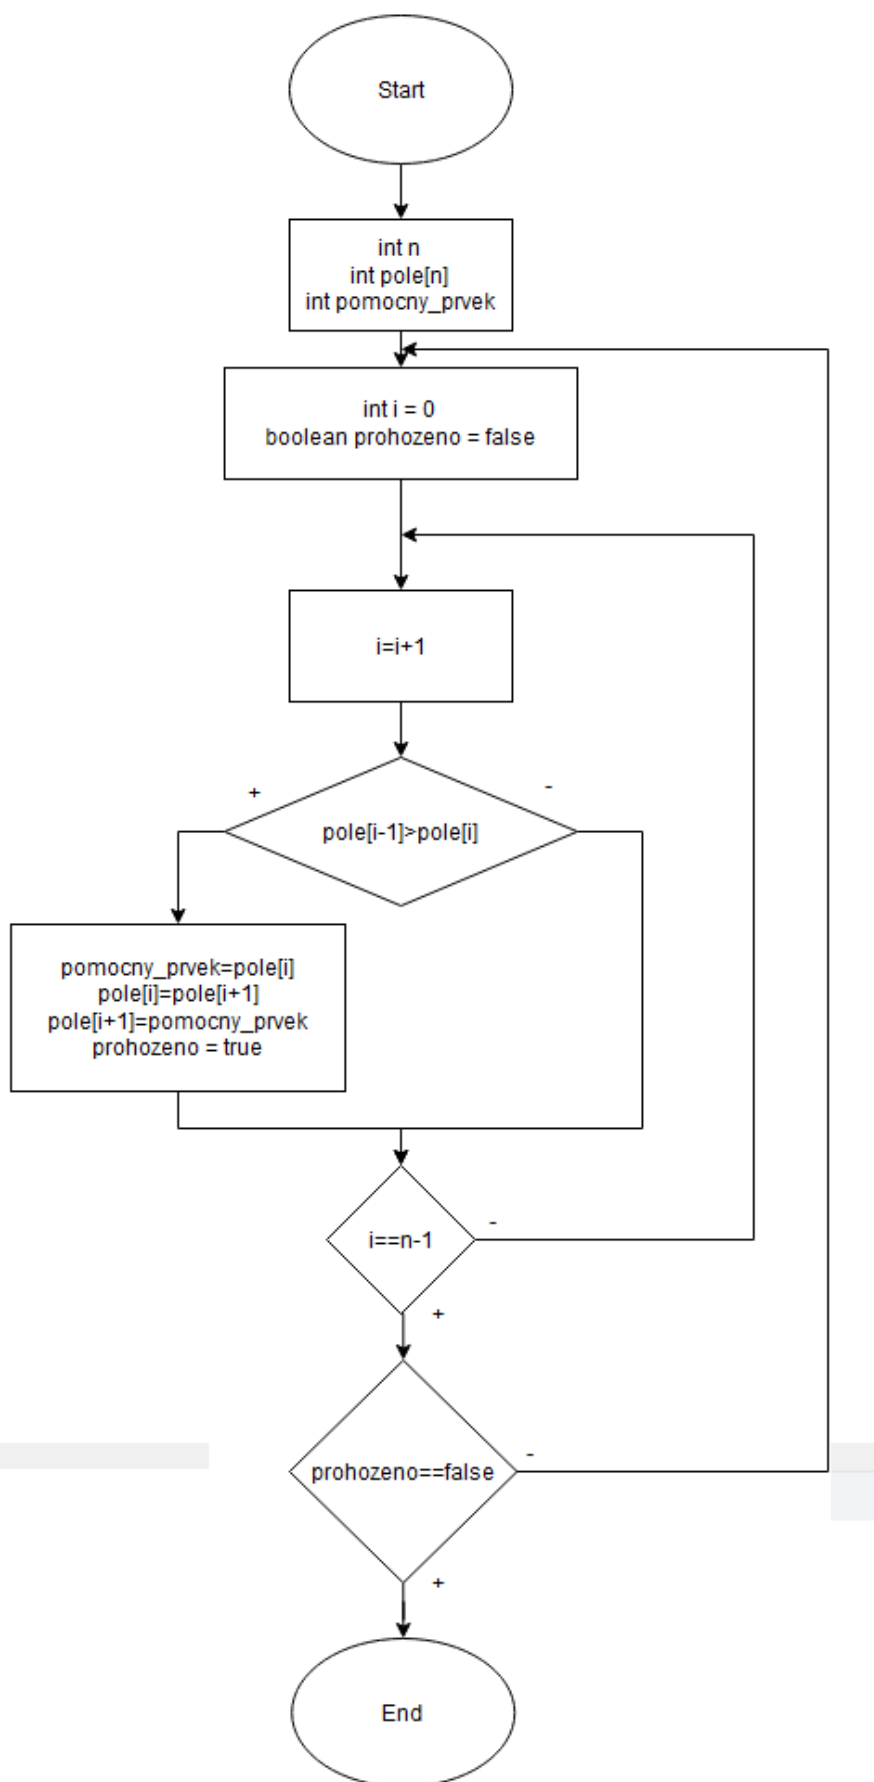 Start
int n
int pole[n]
int pomocny_prvek
int i = 0
boolean prohozeno = false
i=i+1
+
-
pole[i-1]>pole[i]
pomocny_prvek=pole[i]
pole[i]=pole[i+1]
pole[i+1]=pomocny_prvek
prohozeno = true
i==n-1
-
+
prohozeno==false
-
+
End